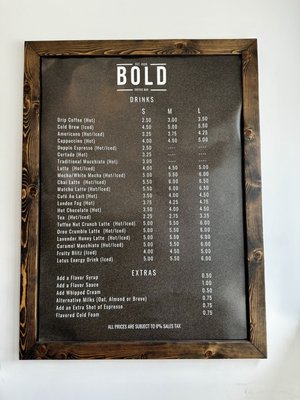 EST. 2020
BOLD
COFFEE BAR
DRINKS
S M L
Drip Coffee (Hot) 2.50 3.00 3.50
Cold Brew (Iced) 4.50 5.00 5.50
Americano (Hot/Iced) 3.25 3.75 4.25
Cappuccino (Hot) 4.00 4.50 5.00
Doppio Espresso (Hot/Iced) 2.50 ----
Cortado (Hot) 3.25 ---- ----
Traditional Macchiato (Hot) 3.00
Latte (Hot/Iced) 4.00 4.50 5.00
Mocha/White Mocha (Hot/Iced) 5.00 5.50 6.00
Chai Latte (Hot/Iced) 5.50 6.00 6.50
Matcha Latte (Hot/Iced) 5.50 6.00 6.50
Café Au Lait (Hot) 3.50 4.00 4.50
London Fog (Hot) 3.75 4.25 4.75
Hot Chocolate (Hot) 3.50 4.00 4.50
Tea (Hot/Iced) 2.25 2.75 3.25
Toffee Nut Crunch Latte (Hot/Iced) 5.00 5.50 6.00
Oreo Crumble Latte (Hot/Iced) 5.00 5.50 6.00
Lavender Honey Latte (Hot/Iced) 5.00 5.50 6.00
Caramel Macchiato (Hot/Iced) 5.00 5.50 6.00
Fruity Blitz (Iced) 4.00 4.50 5.00
Lotus Energy Drink (Iced) 5.00 5.50 6.00
EXTRAS
Add a Flavor Syrup 0.50
Add a Flavor Sauce 1.00
Add Whipped Cream 0.50
Alternative Milks (Oat, Almond or Breve) 0.75
Add an Extra Shot of Espresso 0.75
Flavored Cold Foam 0.75
ALL PRICES ARE SUBJECT TO 6% SALES TAX